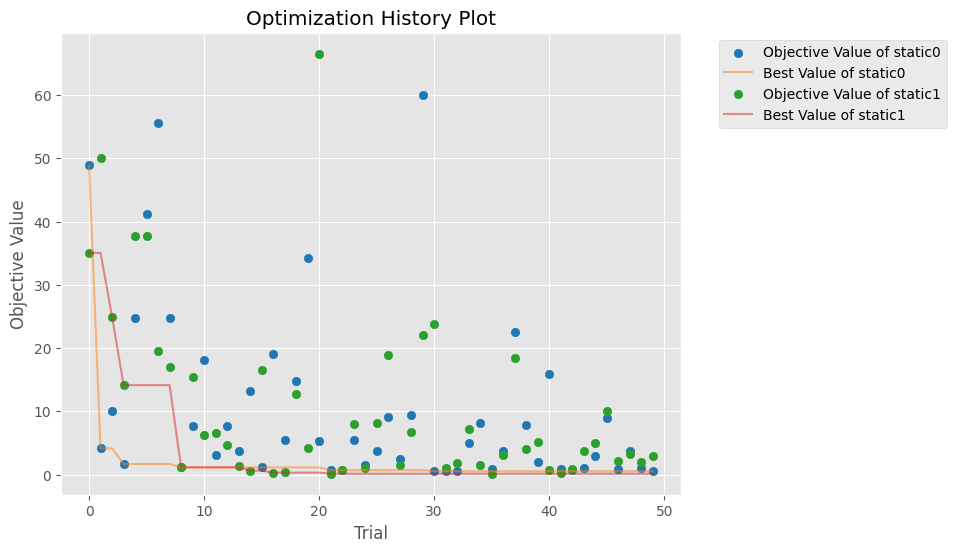 Optimization History Plot
Objective Value of static0
Best Value of static0
Objective Value of static1
Best Value of static1
Objective Value
60
50
40
30
20
10
0
0 10 20 30 40 50
Trial